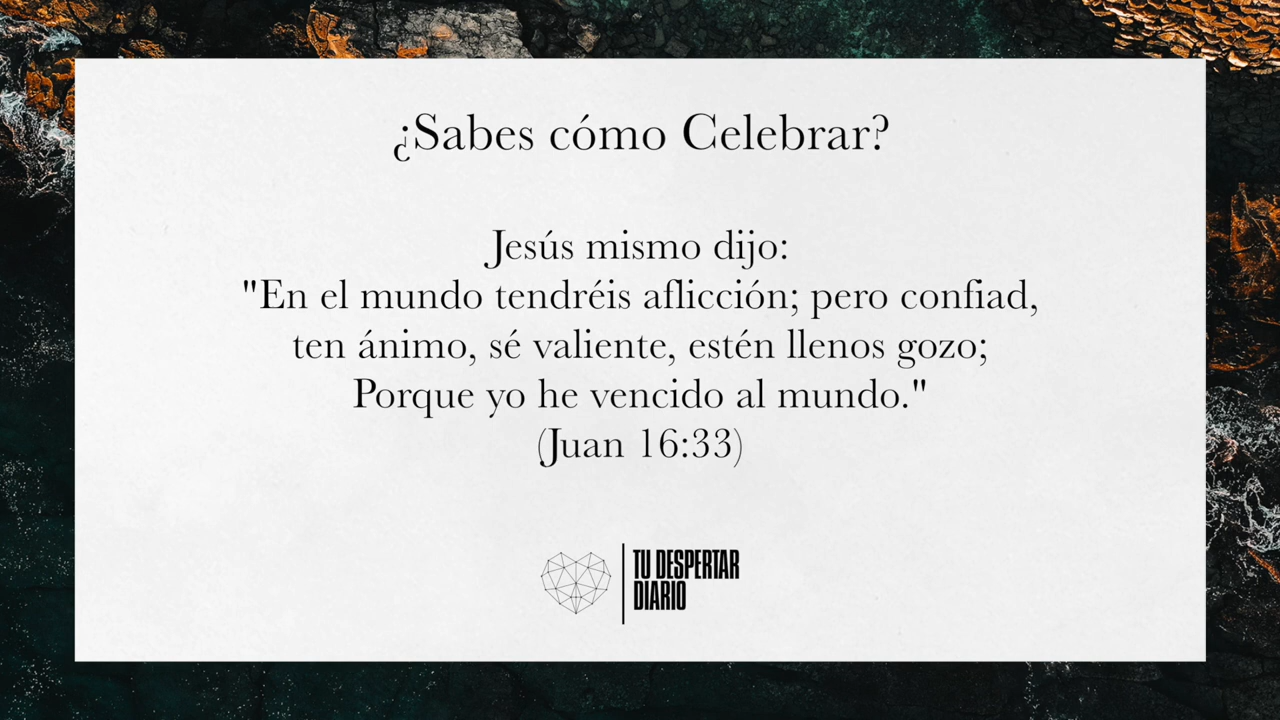 ¿Sabes cómo Celebrar?
Jesús mismo dijo:
"En el mundo tendréis aflicción; pero confiad,
ten ánimo, sé valiente, estén llenos gozo;
Porque yo he vencido al mundo."
(Juan 16:33)
TU DESPERTAR
DIARIO